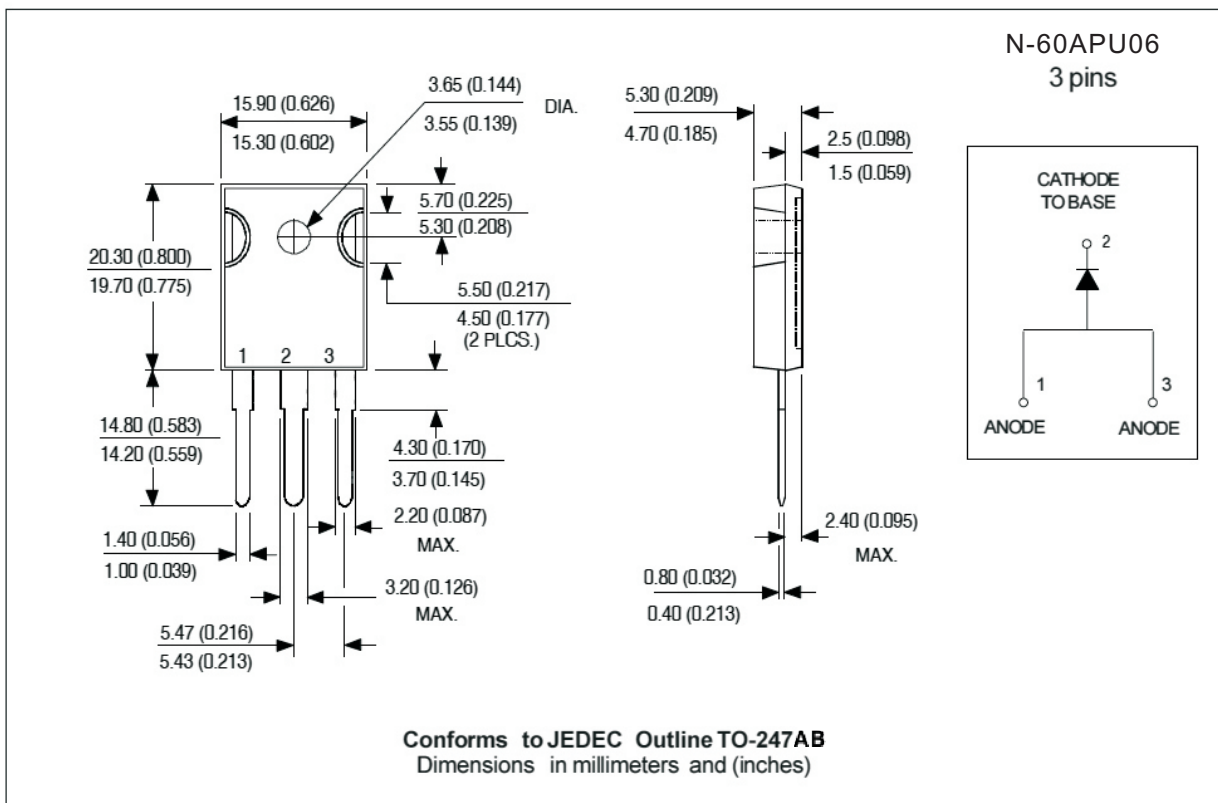 N-60APU06
3 pins
15.90 (0.626)
15.30 (0.602)
3.65 (0.144)
3.55 (0.139)
DIA.
5.70 (0.225)
5.30 (0.208)
20.30 (0.800)
19.70 (0.775)
5.50 (0.217)
4.50 (0.177)
(2 PLCS.)
1 2 3
14.80 (0.583)
14.20 (0.559)
4.30 (0.170)
3.70 (0.145)
2.20 (0.087)
MAX.
1.40 (0.056)
1.00 (0.039)
3.20 (0.126)
MAX.
5.47 (0.216)
5.43 (0.213)
5.30 (0.209)
4.70 (0.185)
2.5 (0.098)
1.5 (0.059)
2.40 (0.095)
MAX.
0.80 (0.032)
0.40 (0.213)
CATHODE
TO BASE
2
1 3
ANODE ANODE
Conforms to JEDEC Outline TO-247AB
Dimensions in millimeters and (inches)